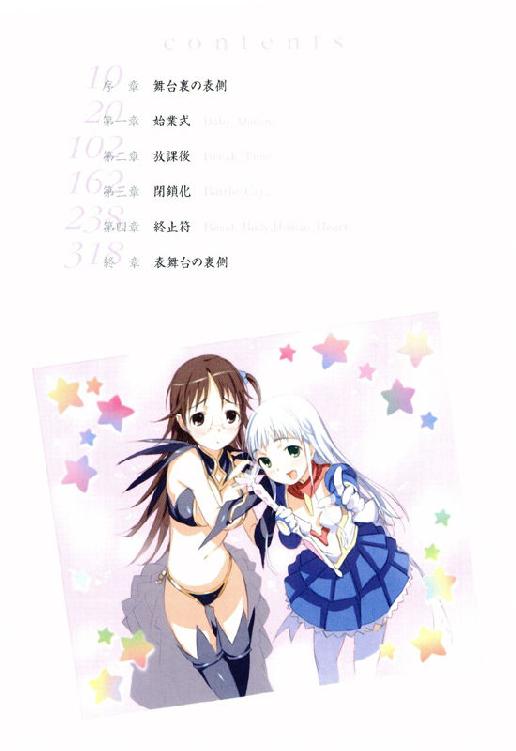 contents
10 序章 舞台裏の表側
20 第一章 始業式
102 第二章 放課後 Break_Time.
162 第三章 閉鎖化 Battle_Cry.
238 第四章 終止符
318 終章 表舞台の裏側